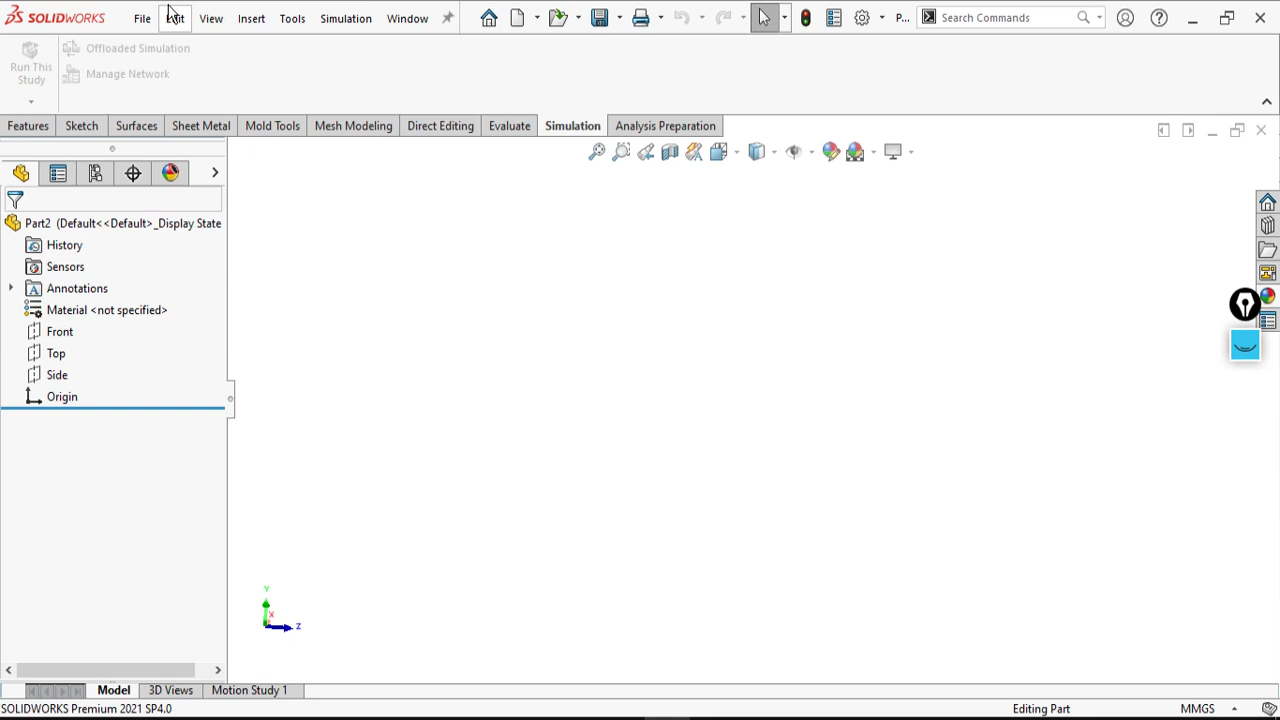 SOLIDWORKS File Edit View Insert Tools Simulation Window P... Search Commands
Run This Study
Offloaded Simulation
Manage Network
Features Sketch Surfaces Sheet Metal Mold Tools Mesh Modeling Direct Editing Evaluate Simulation Analysis Preparation
Part2 (Default<<Default>_Display State
History
Sensors
Annotations
Material <not specified>
Front
Top
Side
Origin
Y
X
Z
Model 3D Views Motion Study 1
SOLIDWORKS Premium 2021 SP4.0 Editing Part MMGS